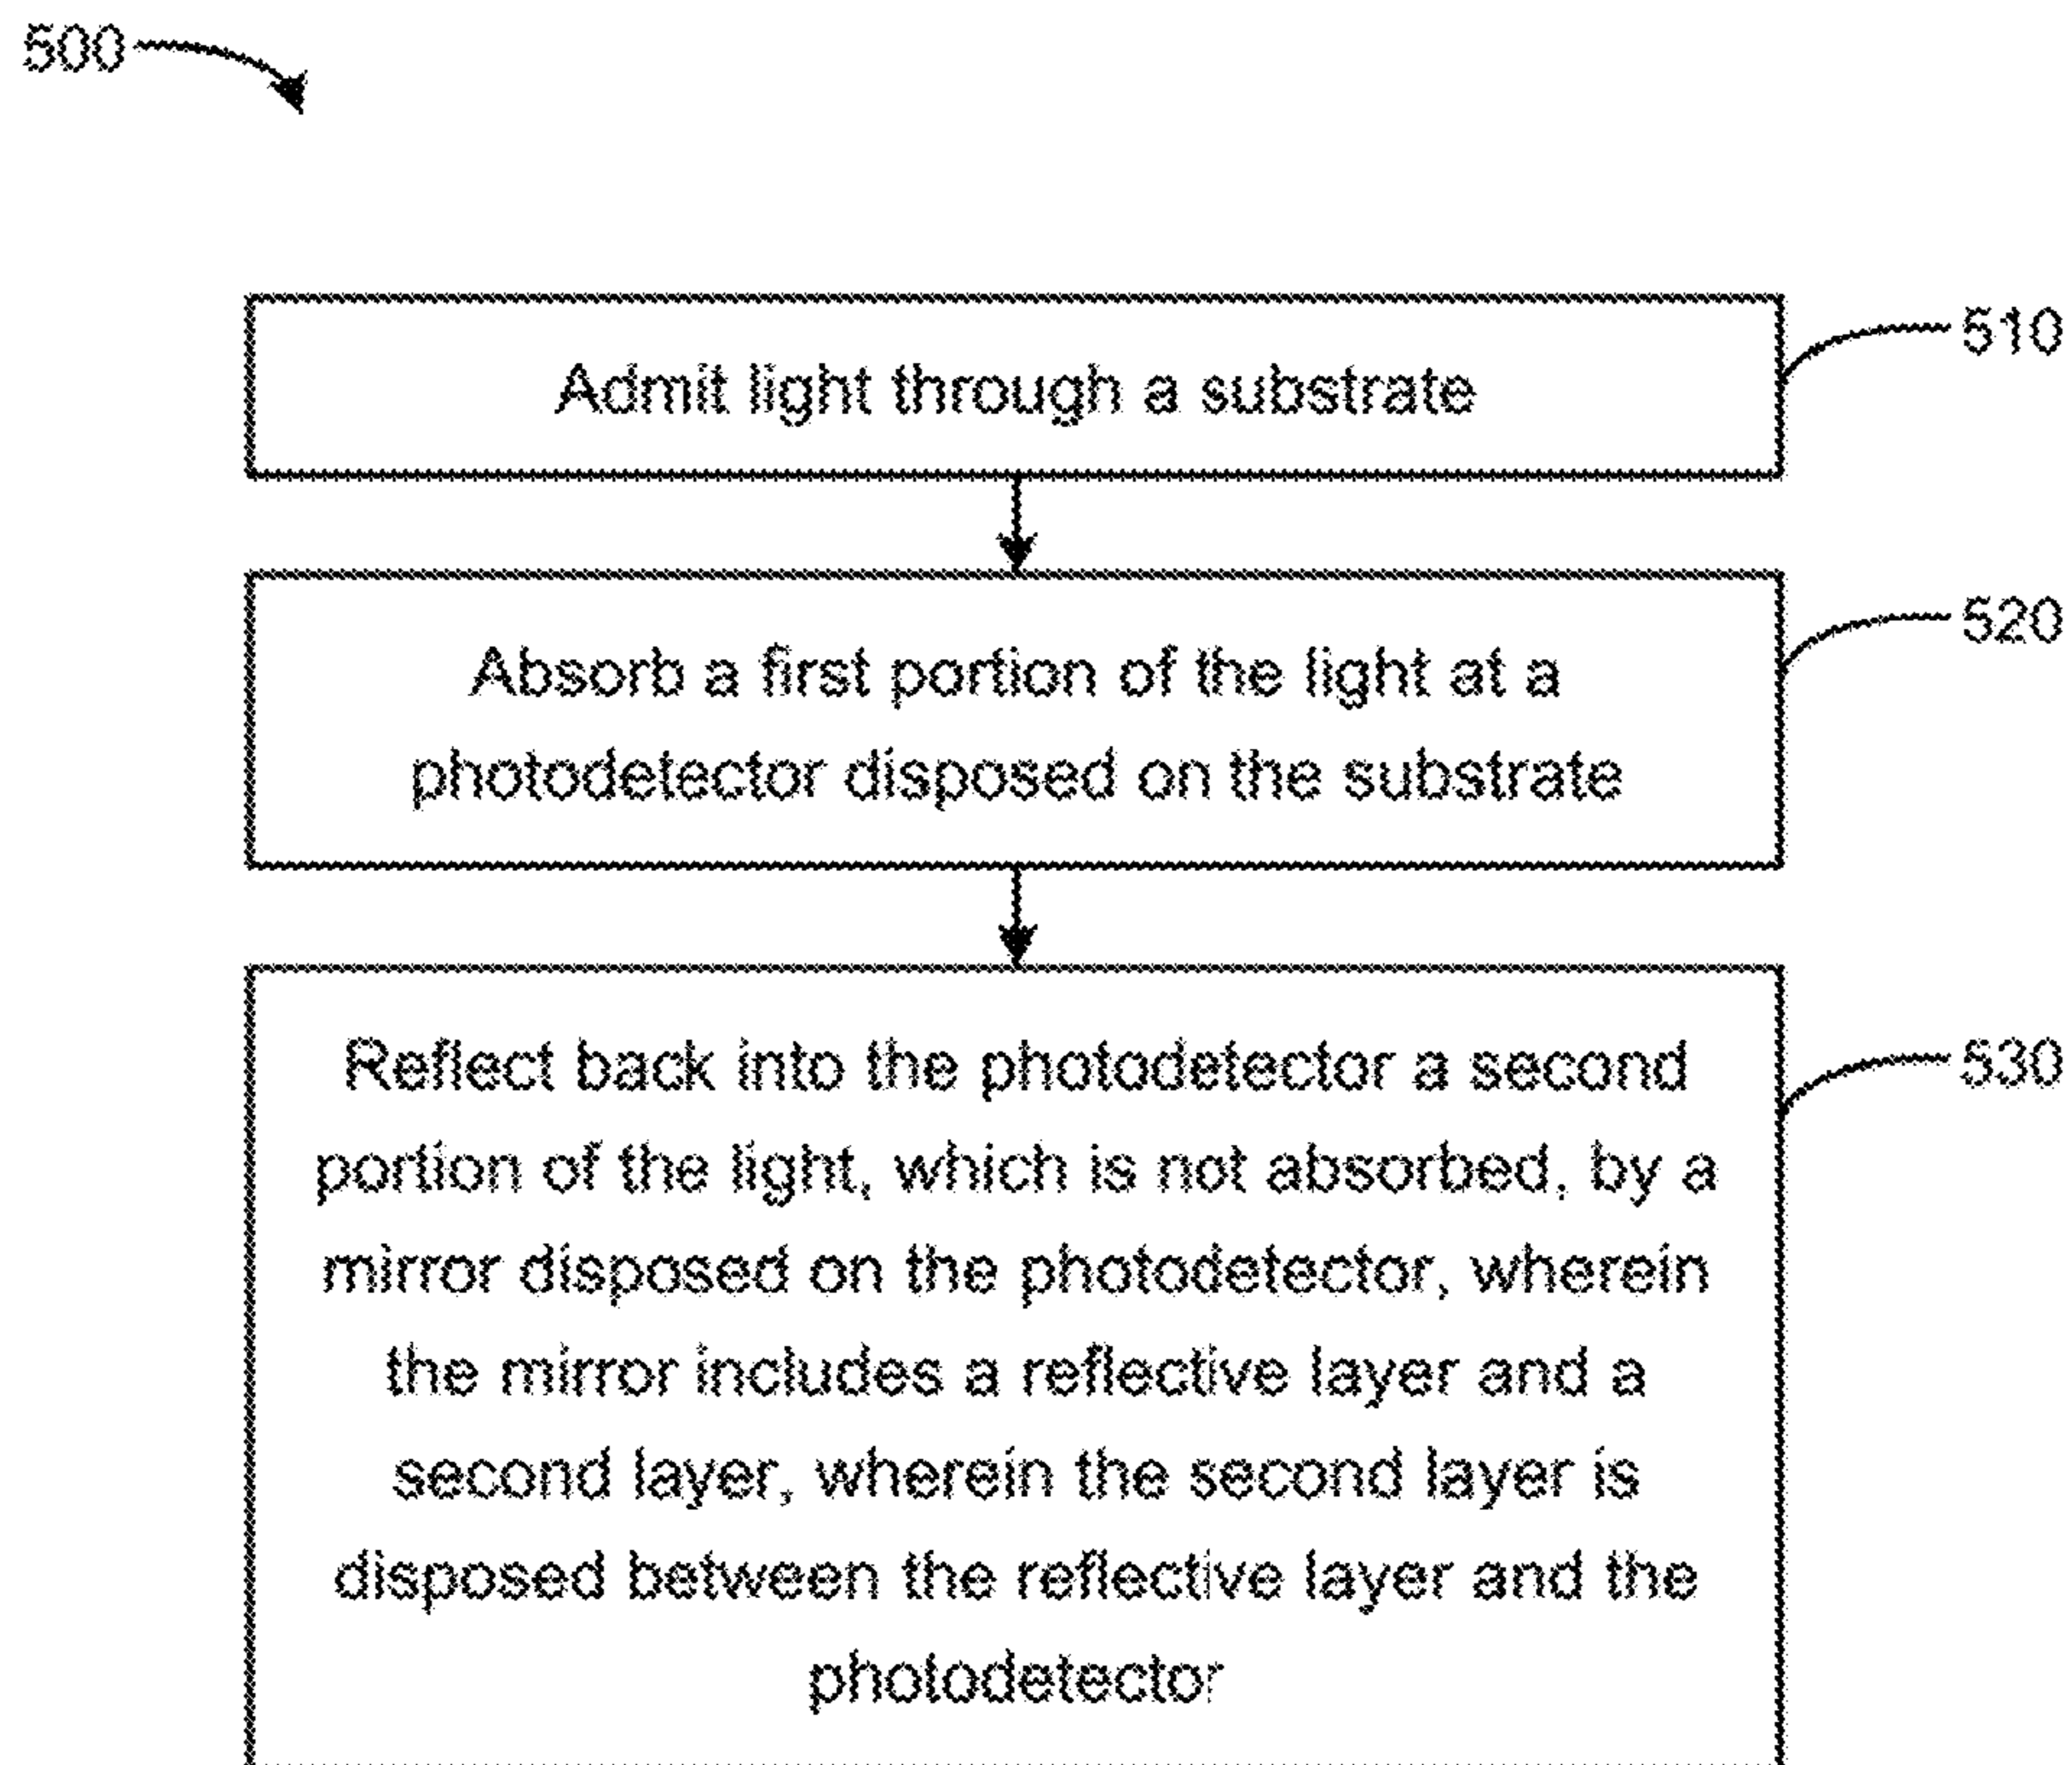 500
510
Admit light through a substrate
520
Absorb a first portion of the light at a
photodetector disposed on the substrate
530
Reflect back into the photodetector a second
portion of the light, which is not absorbed, by a
mirror disposed on the photodetector, wherein
the mirror includes a reflective layer and a
second layer, wherein the second layer is
disposed between the reflective layer and the
photodetector